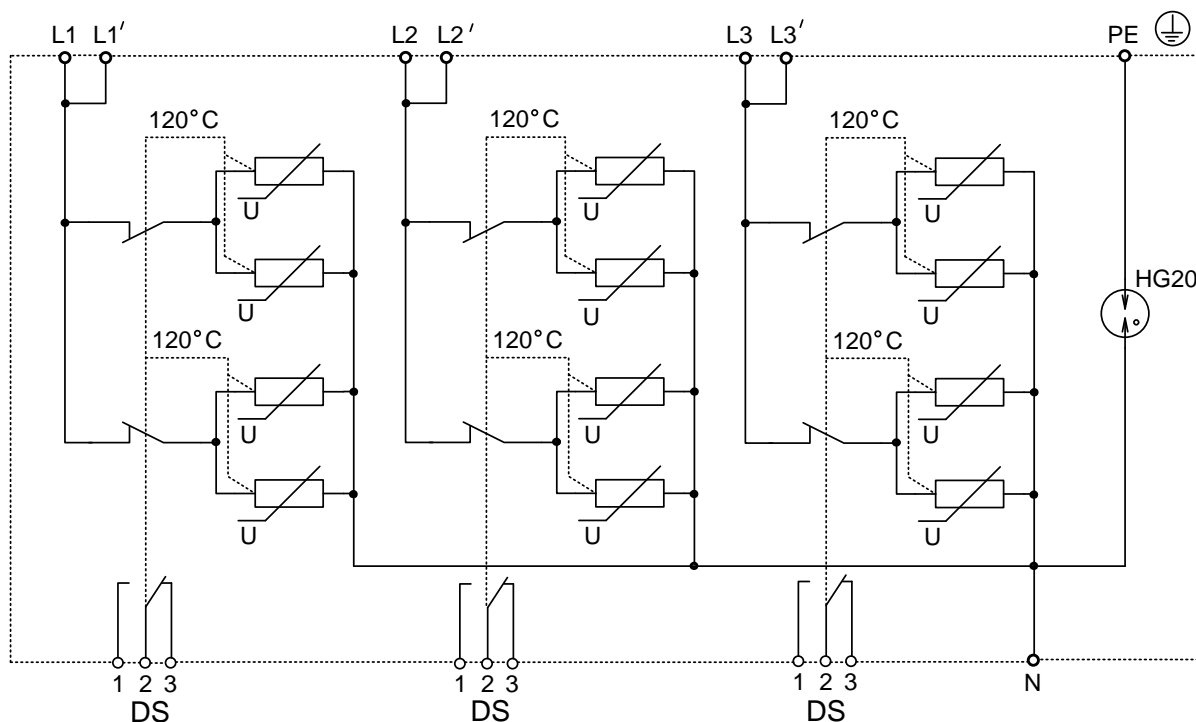 L1 L1′ L2 L2′ L3 L3′ PE
120°C 120°C 120°C
U U U
HG20
U U U
120°C 120°C 120°C
U U U
U U U
1 2 3 1 2 3 1 2 3 N
DS DS DS